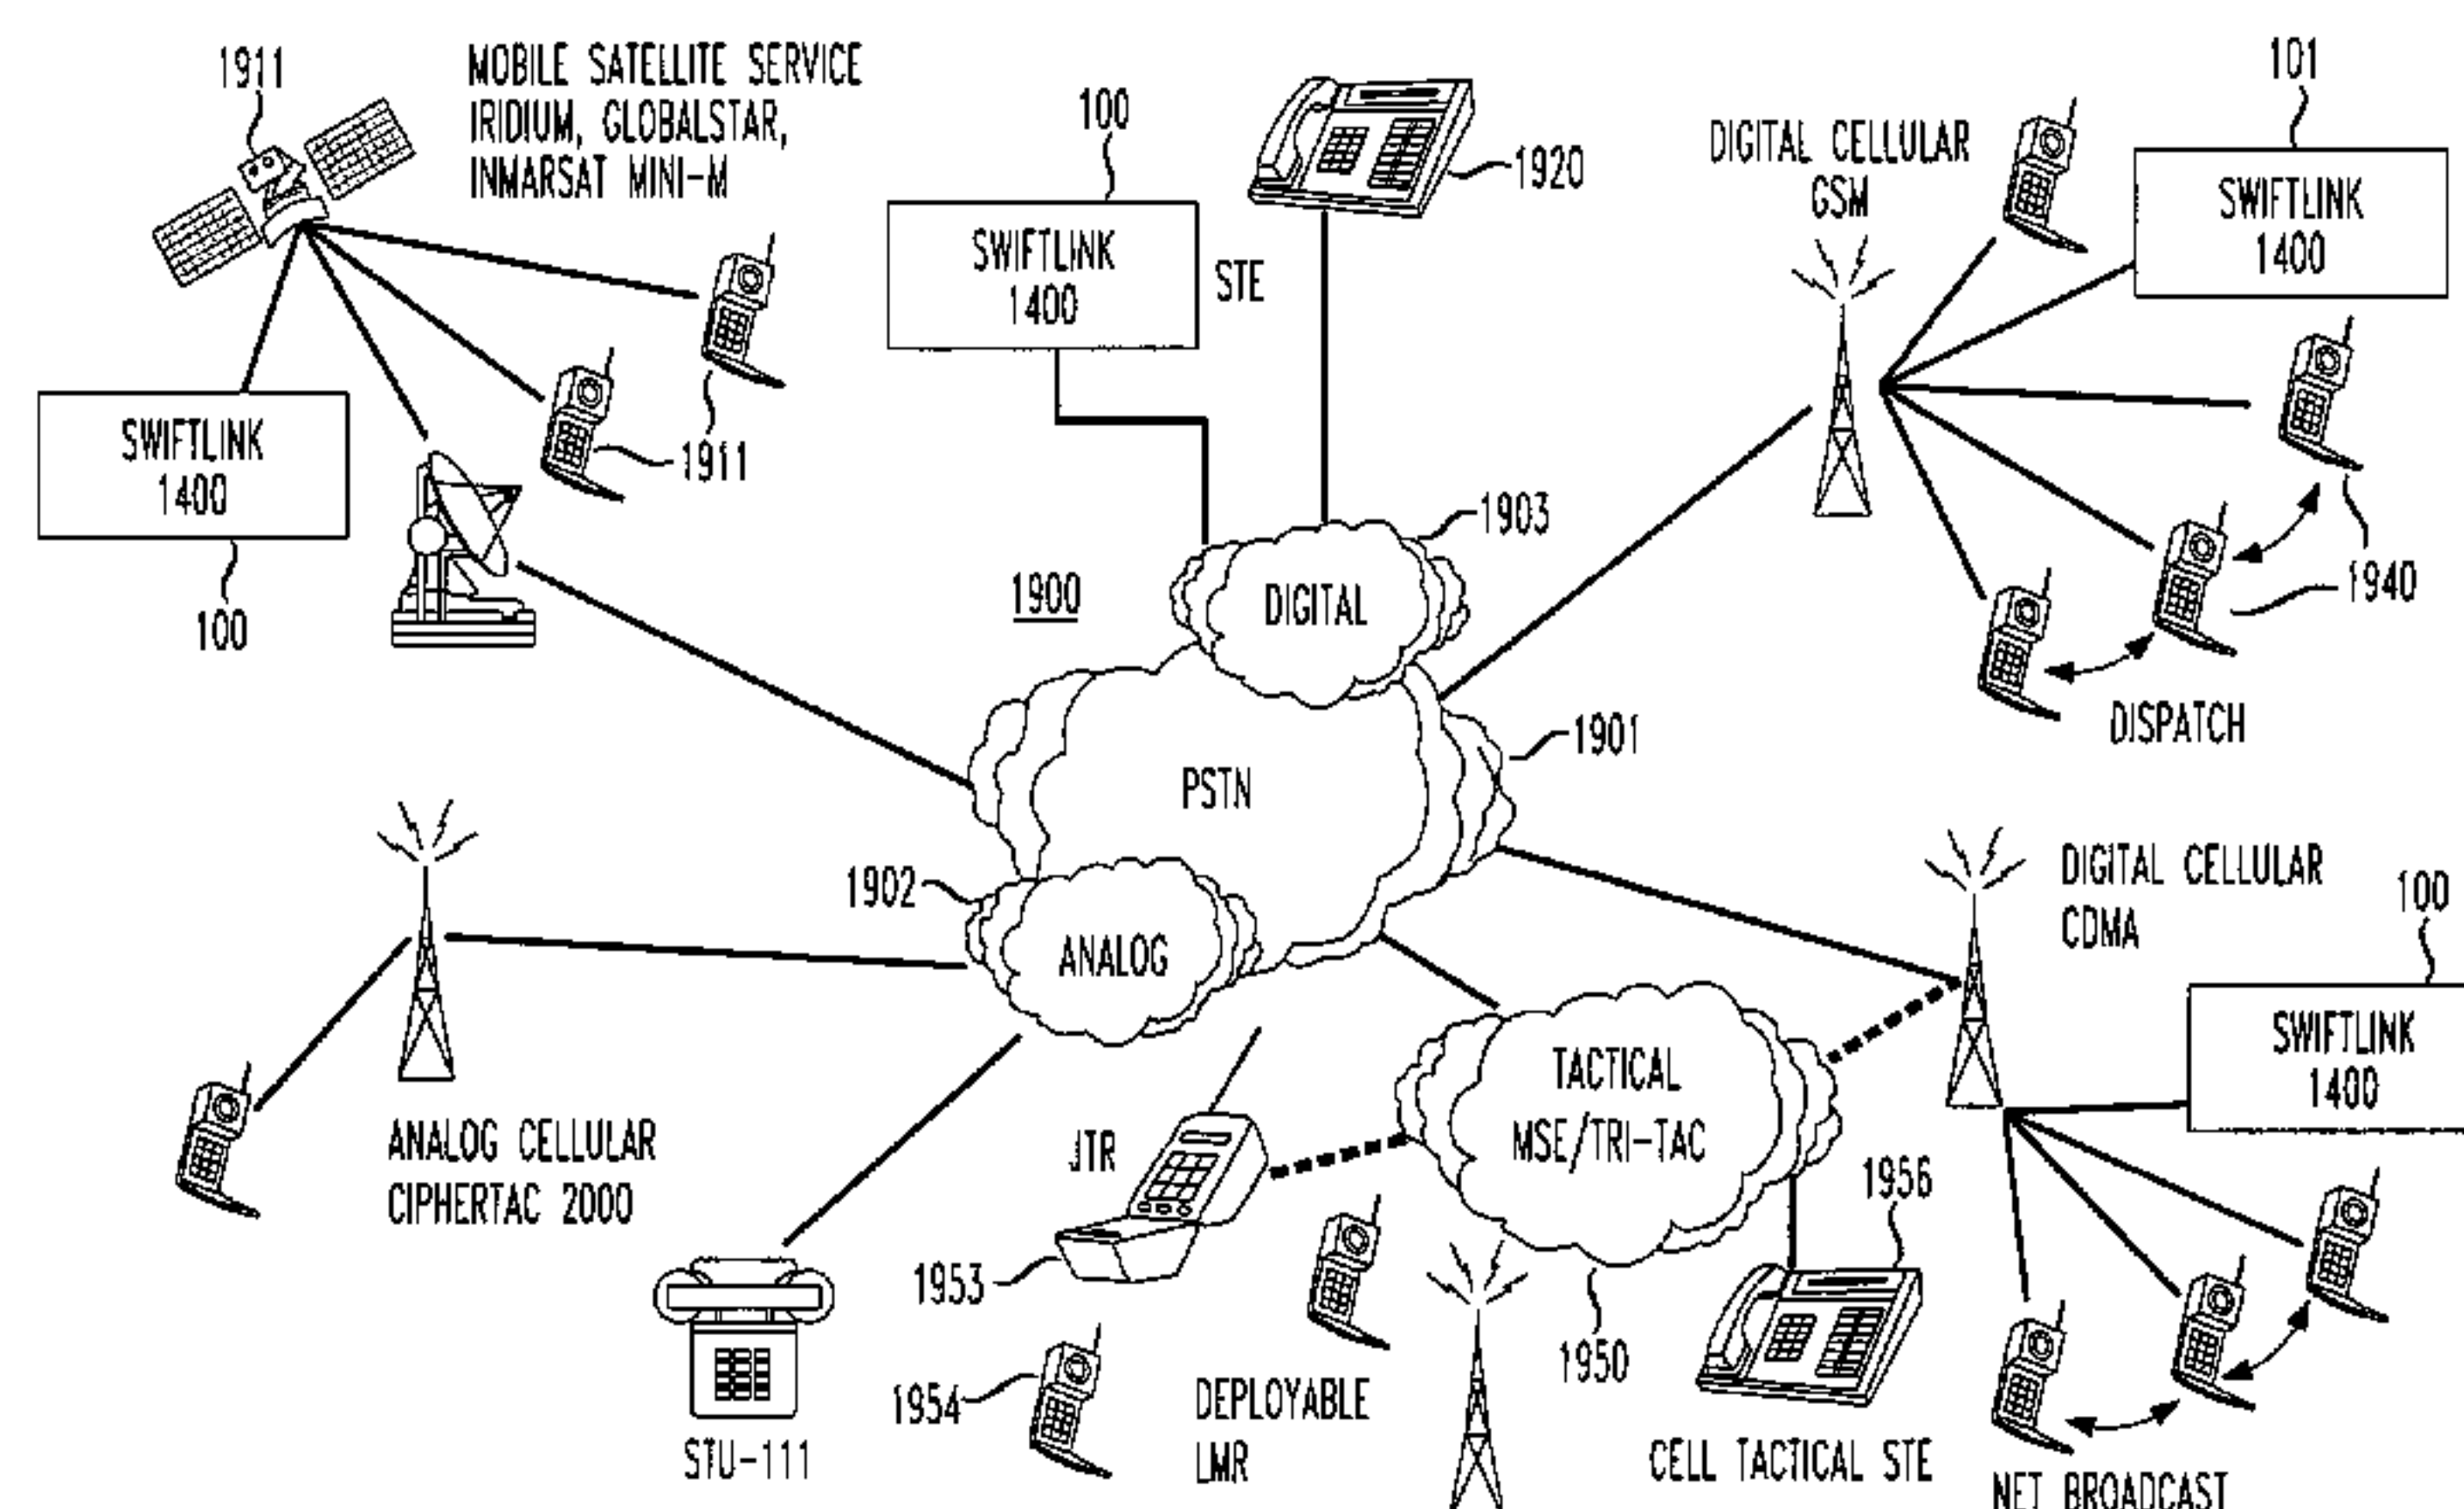 1911
MOBILE SATELLITE SERVICE
IRIDIUM, GLOBALSTAR,
INMARSAT MINI-M
1911
1911
SWIFTLINK
1400
100
100
SWIFTLINK
1400
STE
1920
DIGITAL CELLULAR
GSM
101
SWIFTLINK
1400
1940
DISPATCH
1900
1903
DIGITAL
PSTN
1901
1902
ANALOG
ANALOG CELLULAR
CIPHERTAC 2000
STU-111
JTR
1953
1954
DEPLOYABLE
LMR
TACTICAL
MSE/TRI-TAC
1950
1956
CELL TACTICAL STE
DIGITAL CELLULAR
CDMA
100
SWIFTLINK
1400
NET BROADCAST